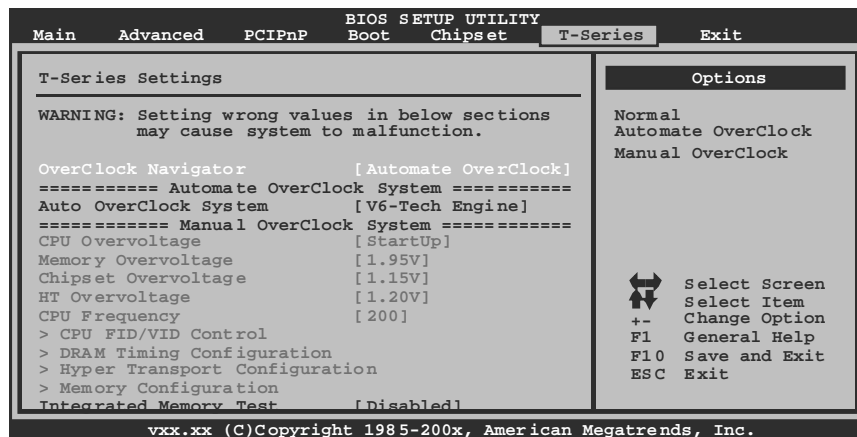 BIOS SETUP UTILITY
Main Advanced PCIPnP Boot Chipset T-Series Exit
T-Series Settings
WARNING: Setting wrong values in below sections
may cause system to malfunction.
OverClock Navigator [Automate OverClock]
=========== Automate OverClock System ===========
Auto OverClock System [V6-Tech Engine]
============ Manual OverClock System ============
CPU Overvoltage [StartUp]
Memory Overvoltage [1.95V]
Chipset Overvoltage [1.15V]
HT Overvoltage [1.20V]
CPU Frequency [200]
> CPU FID/VID Control
> DRAM Timing Configuration
> Hyper Transport Configuration
> Memory Configuration
Integrated Memory Test [Disabled]
Options
Normal
Automate OverClock
Manual OverClock
Select Screen
Select Item
+- Change Option
F1 General Help
F10 Save and Exit
ESC Exit
vxx.xx (C)Copyright 1985-200x, American Megatrends, Inc.